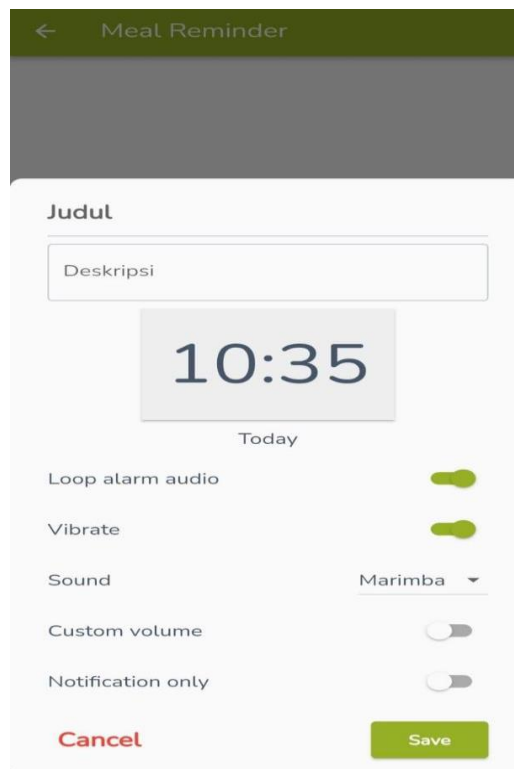 Meal Reminder
Judul
Deskripsi
10:35
Today
Loop alarm audio
Vibrate
Sound Marimba
Custom volume
Notification only
Cancel Save